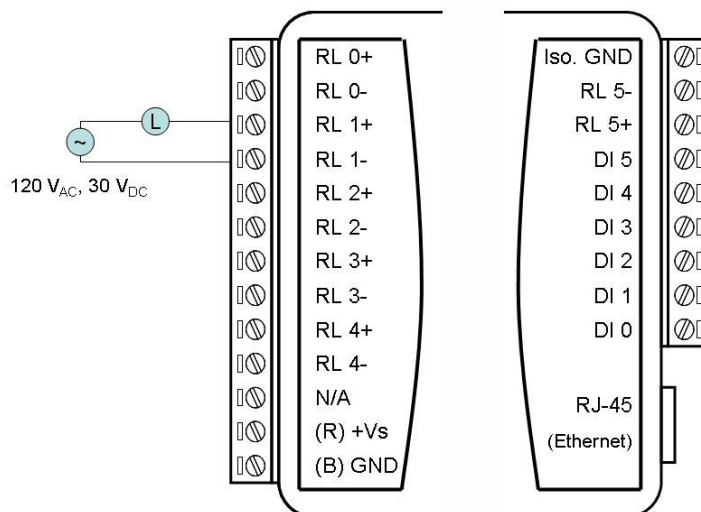 RL 0+
RL 0-
RL 1+
RL 1-
RL 2+
RL 2-
RL 3+
RL 3-
RL 4+
RL 4-
N/A
(R) +Vs
(B) GND
L
~
120 VAC, 30 VDC
Iso. GND
RL 5-
RL 5+
DI 5
DI 4
DI 3
DI 2
DI 1
DI 0
RJ-45
(Ethernet)